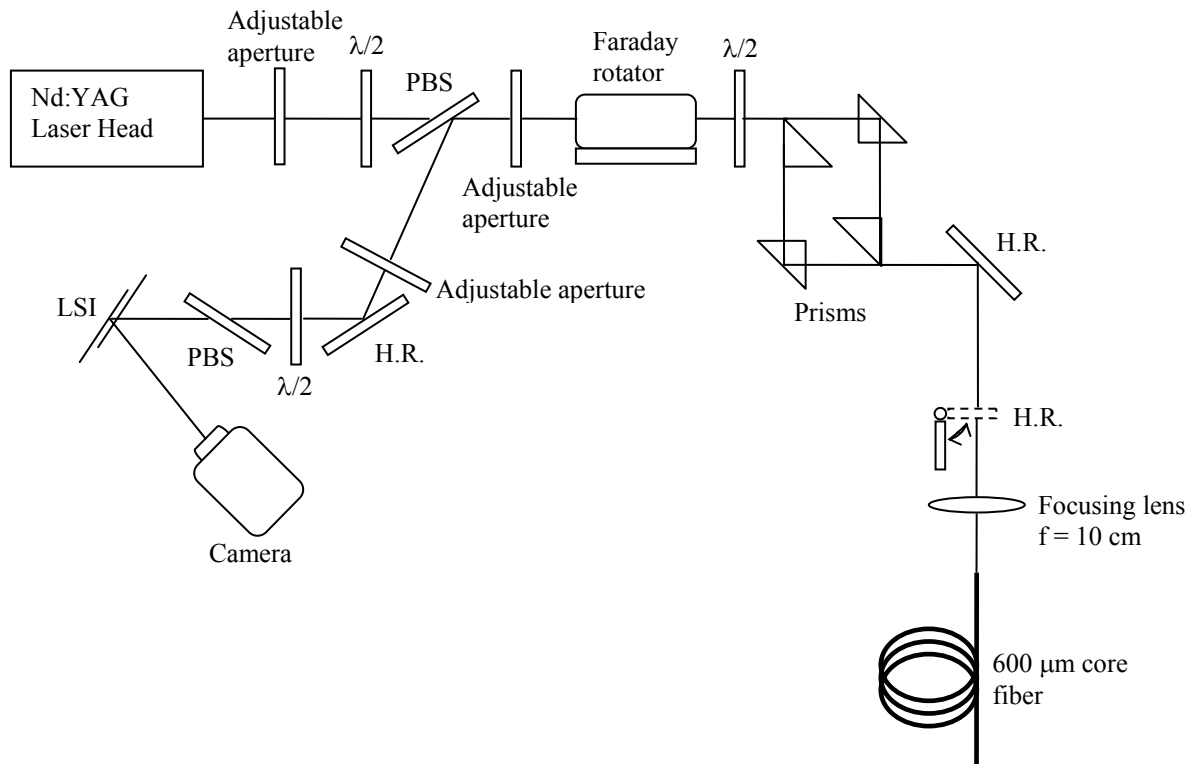 Adjustable
aperture
λ/2
PBS
Faraday
rotator
λ/2
Nd:YAG
Laser Head
Adjustable
aperture
H.R.
Adjustable aperture
LSI
PBS
λ/2
H.R.
Prisms
H.R.
Focusing lens
f = 10 cm
Camera
600 μm core
fiber